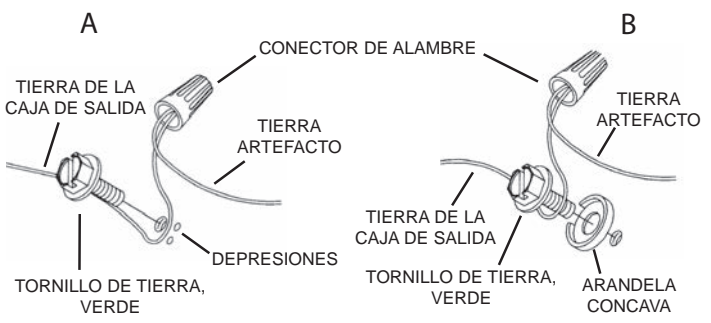 A
B
CONECTOR DE ALAMBRE
TIERRA DE LA
CAJA DE SALIDA
TIERRA
ARTEFACTO
TIERRA
ARTEFACTO
TIERRA DE LA
CAJA DE SALIDA
DEPRESIONES
TORNILLO DE TIERRA,
VERDE
TORNILLO DE TIERRA,
VERDE
ARANDELA
CONCAVA